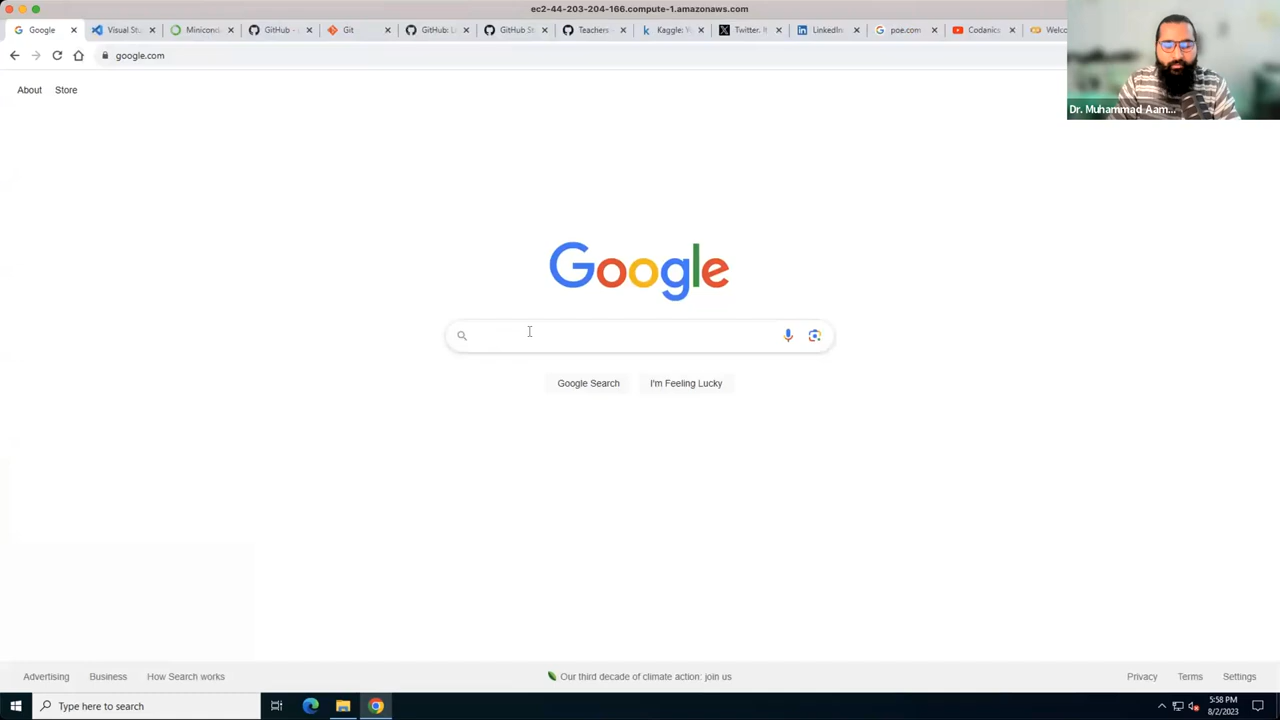 ec2-44-203-204-166.compute-1.amazonaws.com
Google
Visual Stu
Minicond
GitHub -
Git
GitHub: L
GitHub St
Teachers -
Kaggle: Y
Twitter. It
LinkedIn:
poe.com
Codanics
Welco
google.com
About
Store
Dr. Muhammad Aam...
Google
Google Search
I'm Feeling Lucky
Advertising
Business
How Search works
Our third decade of climate action: join us
Privacy
Terms
Settings
Type here to search
5:58 PM
8/2/2023